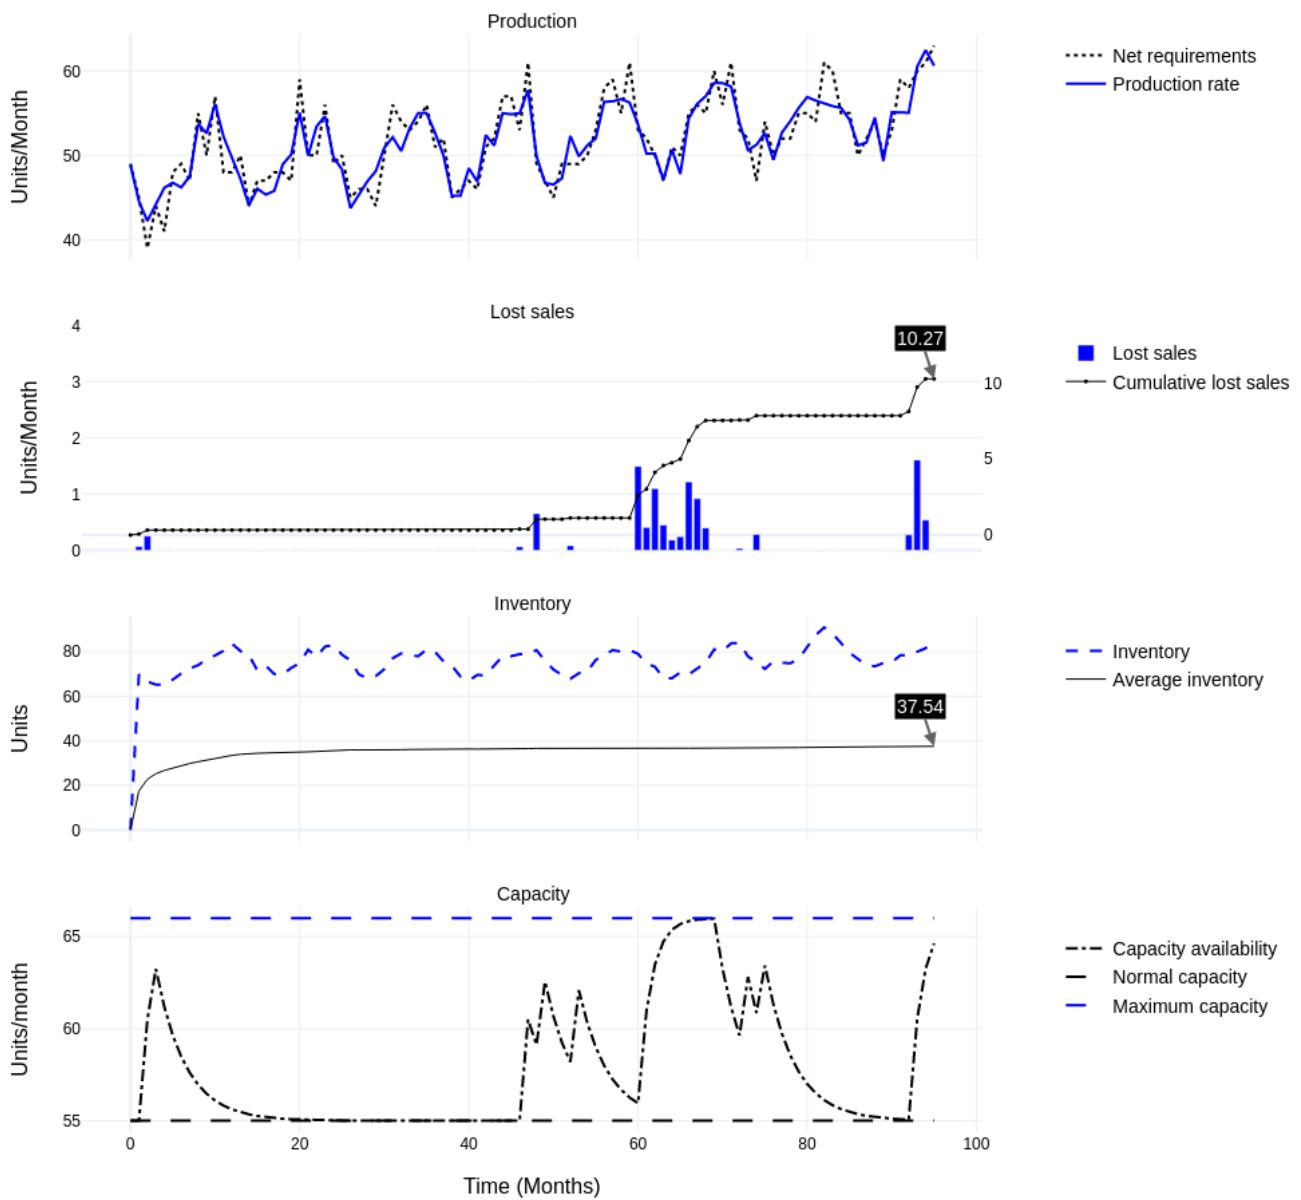 Production
Units/Month
60
50
40
Net requirements
Production rate
Lost sales
Units/Month
4
3
2
1
0
10
5
0
10.27
Lost sales
Cumulative lost sales
Inventory
Units
80
60
40
20
0
37.54
Inventory
Average inventory
Capacity
Units/month
65
60
55
Capacity availability
Normal capacity
Maximum capacity
0
20
40
60
80
100
Time (Months)